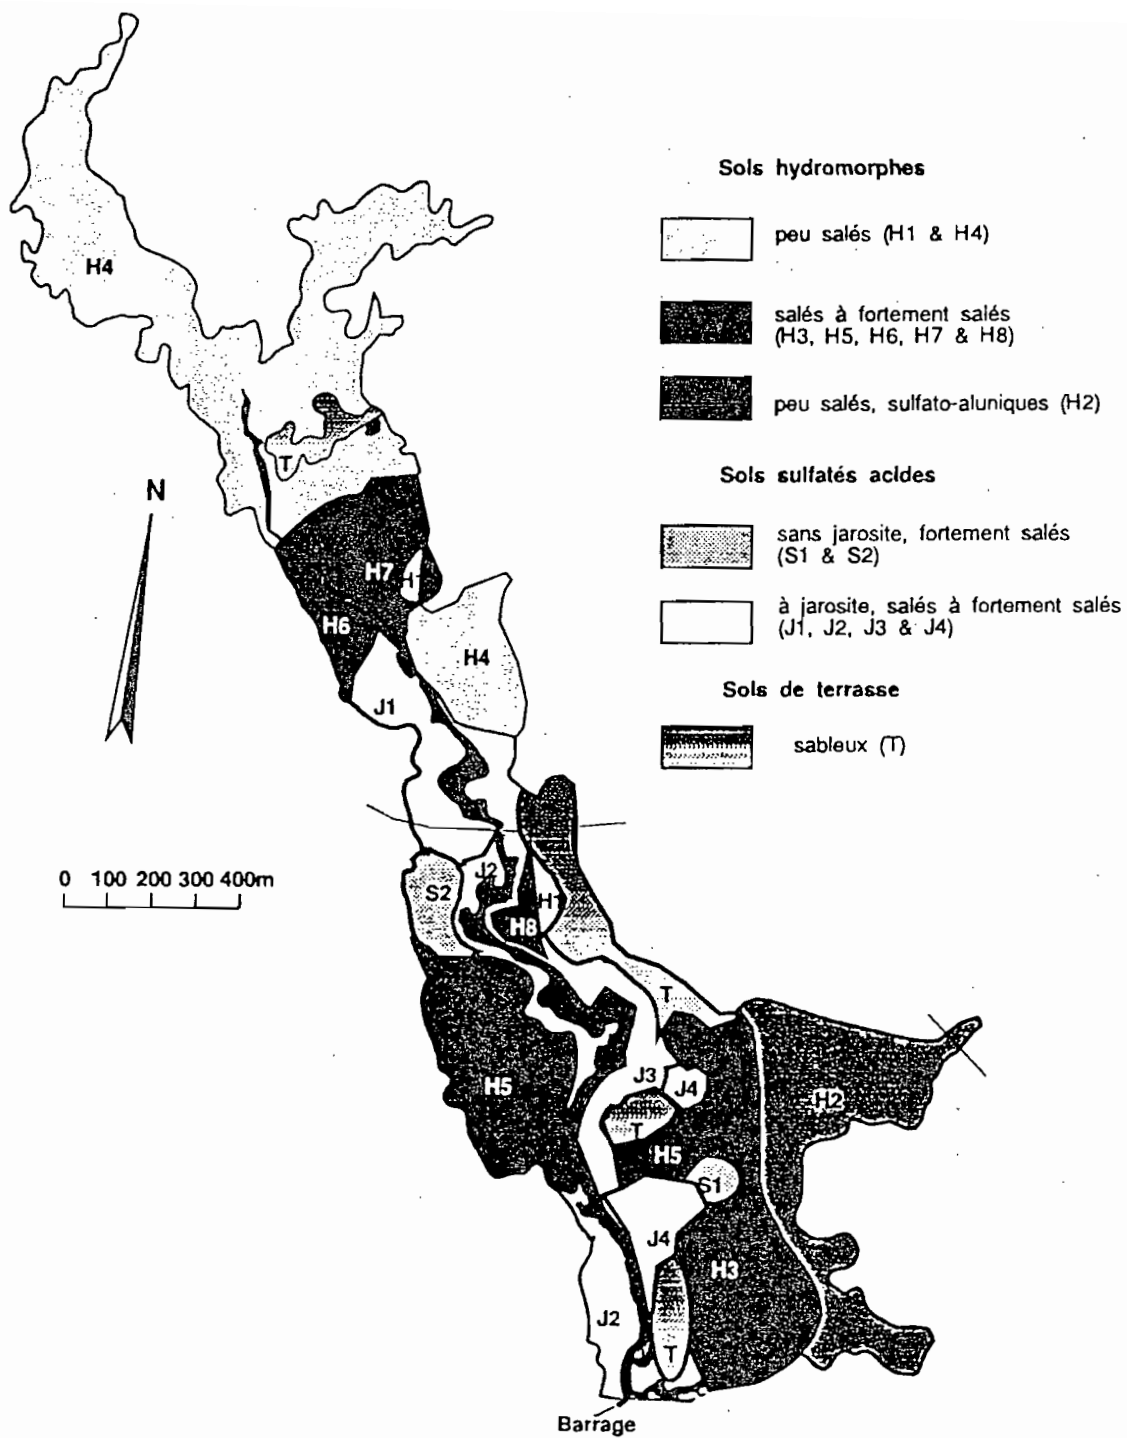 Sols hydromorphes
peu salés (H1 & H4)
salés à fortement salés
(H3, H5, H6, H7 & H8)
peu salés, sulfato-aluniques (H2)
Sols sulfatés acides
sans jarosite, fortement salés
(S1 & S2)
à jarosite, salés à fortement salés
(J1, J2, J3 & J4)
Sols de terrasse
sableux (T)
H4
T
N
H7
H1
H6
H4
J1
0 100 200 300 400m
J2
S2
H1
H8
T
J3
J4
H5
H2
T
H5
S1
J4
H3
J2
T
Barrage